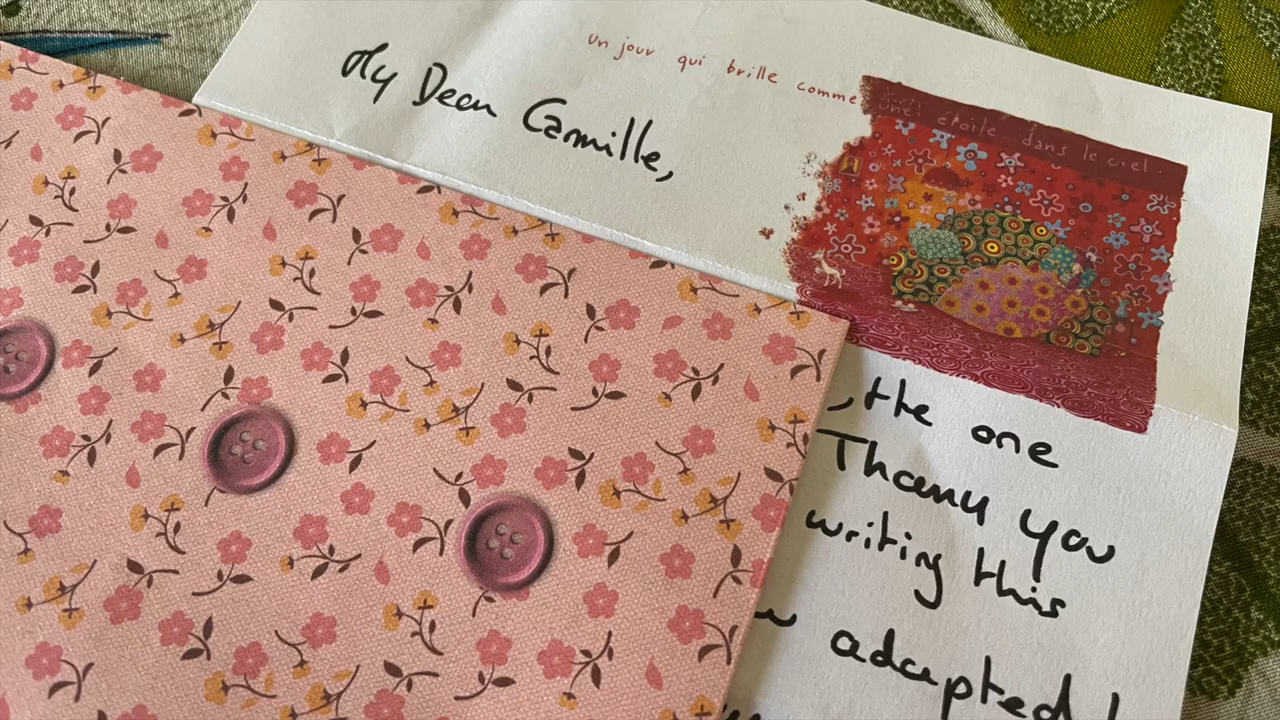 un jour qui brille comme
une étoile dans le ciel.
My Dear Camille,
, the one
Thank you
writing this
adapted !